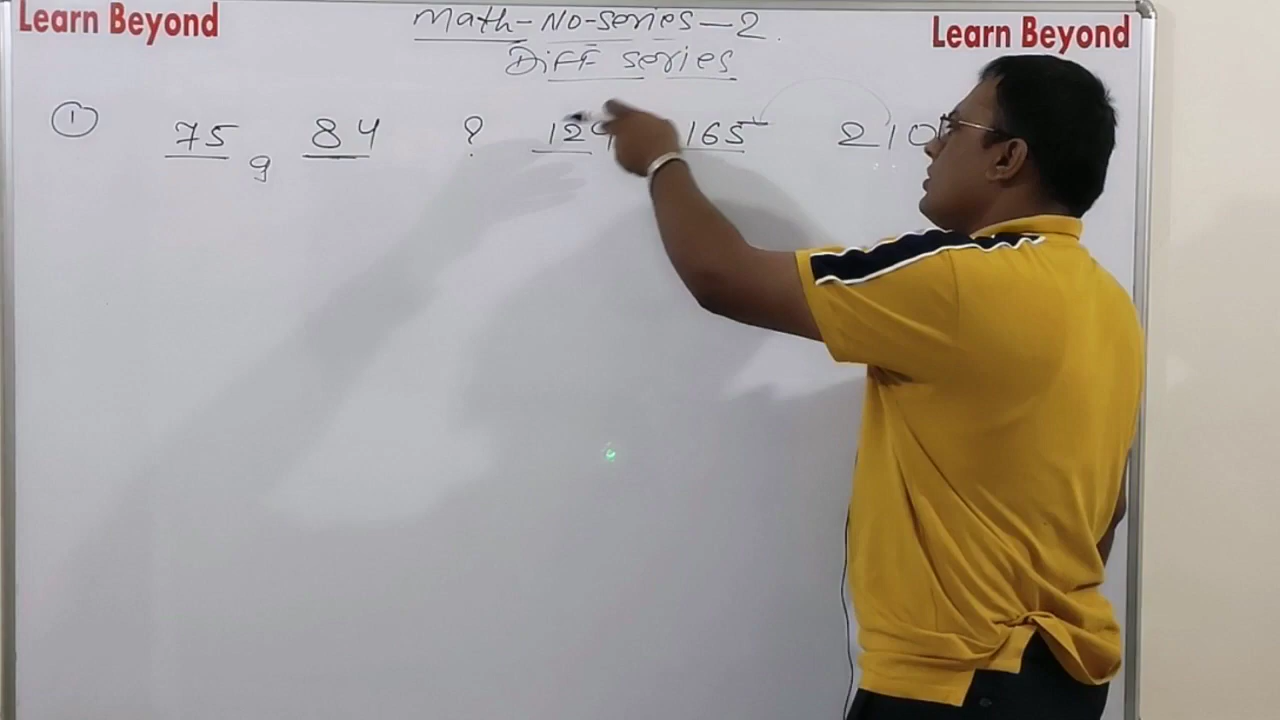 Learn Beyond
Math-No-series-2
Learn Beyond
Diff series
① 75 84 ? 129 165 210
9